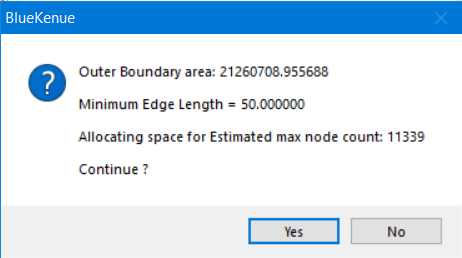 BlueKenue
Outer Boundary area: 21260708.955688
Minimum Edge Length = 50.000000
Allocating space for Estimated max node count: 11339
Continue ?
Yes No